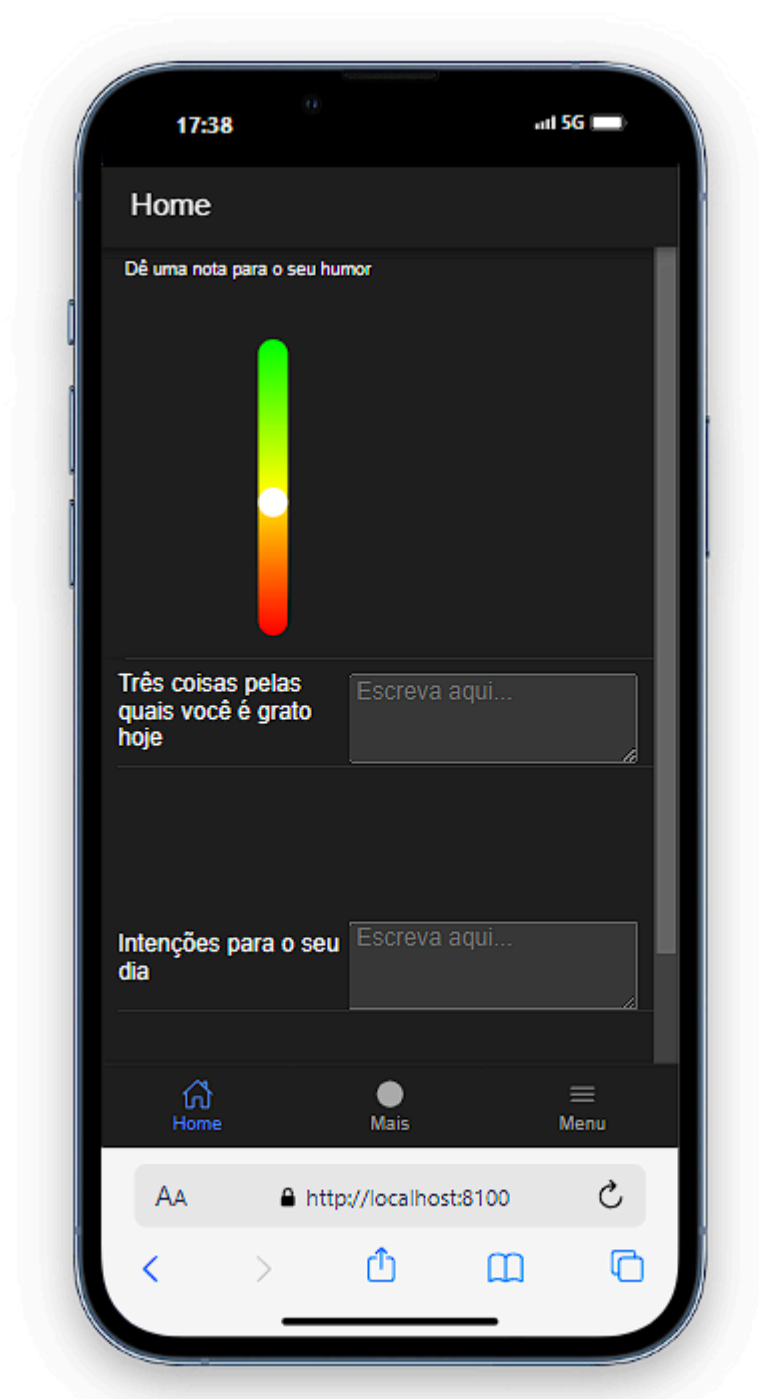 17:38 5G
Home
Dê uma nota para o seu humor
Três coisas pelas
quais você é grato
hoje
Escreva aqui...
Intenções para o seu
dia
Escreva aqui...
Home Mais Menu
AA http://localhost:8100